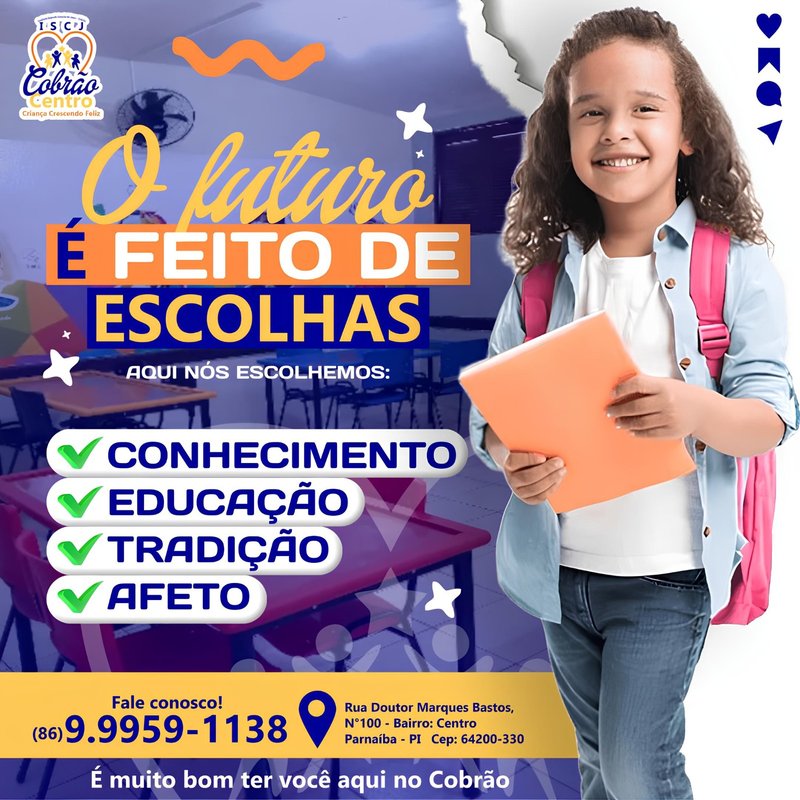 I S C J
Cobrão
Centro
Criança Crescendo Feliz
O futuro
É FEITO DE
ESCOLHAS
AQUI NÓS ESCOLHEMOS:
CONHECIMENTO
EDUCAÇÃO
TRADIÇÃO
AFETO
Fale conosco!
(86)9.9959-1138
Rua Doutor Marques Bastos,
N°100 - Bairro: Centro
Parnaíba - PI Cep: 64200-330
É muito bom ter você aqui no Cobrão